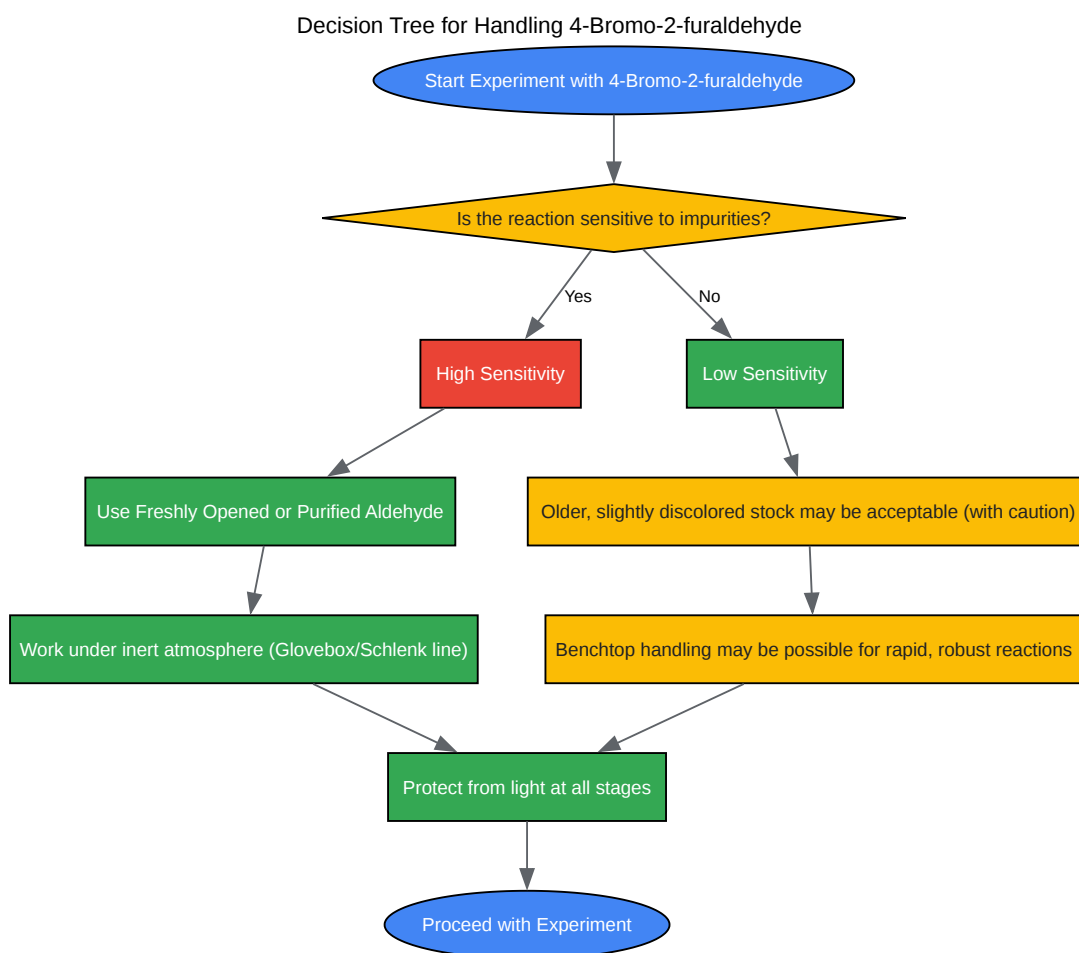 Decision Tree for Handling 4-Bromo-2-furaldehyde
Start Experiment with 4-Bromo-2-furaldehyde
Is the reaction sensitive to impurities?
Yes
No
High Sensitivity
Low Sensitivity
Use Freshly Opened or Purified Aldehyde
Older, slightly discolored stock may be acceptable (with caution)
Work under inert atmosphere (Glovebox/Schlenk line)
Benchtop handling may be possible for rapid, robust reactions
Protect from light at all stages
Proceed with Experiment